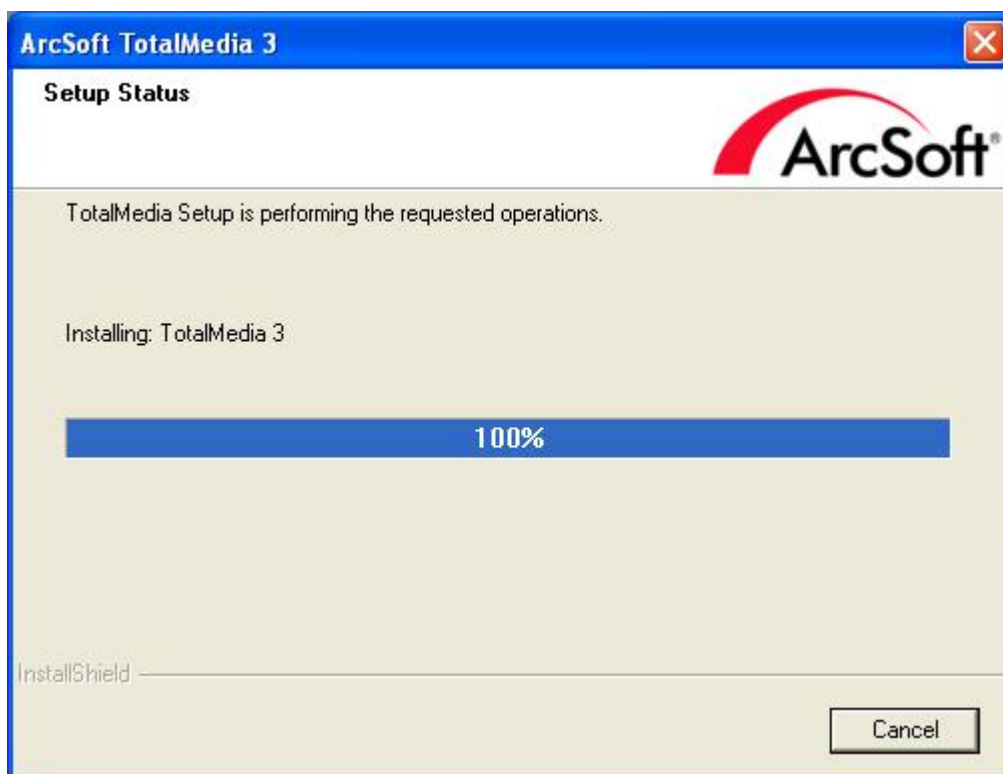 ArcSoft TotalMedia 3
Setup Status
ArcSoft®
TotalMedia Setup is performing the requested operations.
Installing: TotalMedia 3
100%
InstallShield
Cancel